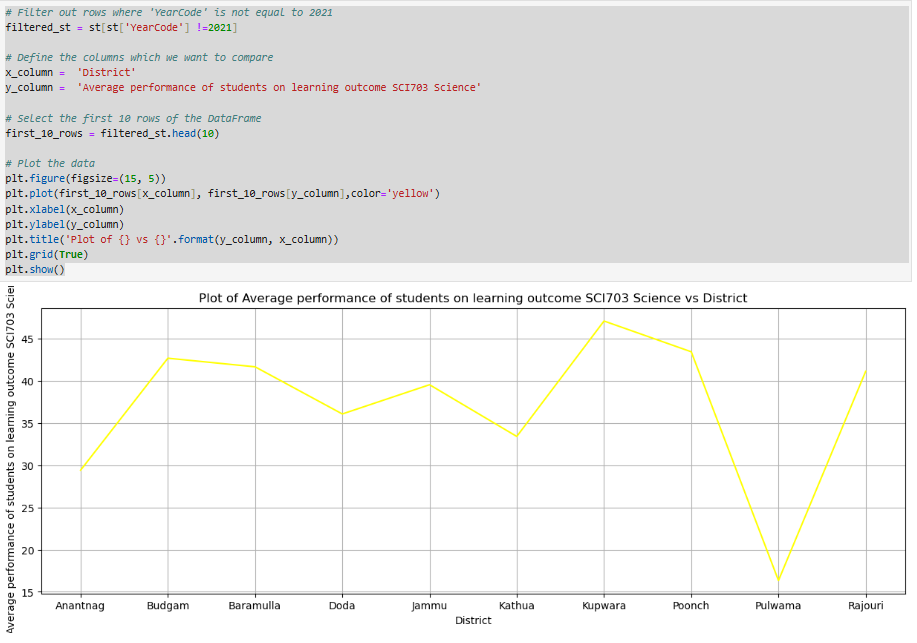 # Filter out rows where 'YearCode' is not equal to 2021
filtered_st = st[st['YearCode'] !=2021]
# Define the columns which we want to compare
x_column =  'District'
y_column =  'Average performance of students on learning outcome SCI703 Science'
# Select the first 10 rows of the DataFrame
first_10_rows = filtered_st.head(10)
# Plot the data
plt.figure(figsize=(15, 5))
plt.plot(first_10_rows[x_column], first_10_rows[y_column],color='yellow')
plt.xlabel(x_column)
plt.ylabel(y_column)
plt.title('Plot of {} vs {}'.format(y_column, x_column))
plt.grid(True)
plt.show()
Plot of Average performance of students on learning outcome SCI703 Science vs District
Average performance of students on learning outcome SCI703 Scier
45
40
35
30
25
20
15
Anantnag Budgam Baramulla Doda Jammu Kathua Kupwara Poonch Pulwama Rajouri
District